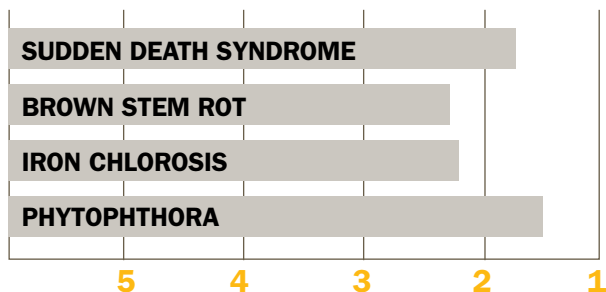 SUDDEN DEATH SYNDROME
BROWN STEM ROT
IRON CHLOROSIS
PHYTOPHTHORA
5 4 3 2 1